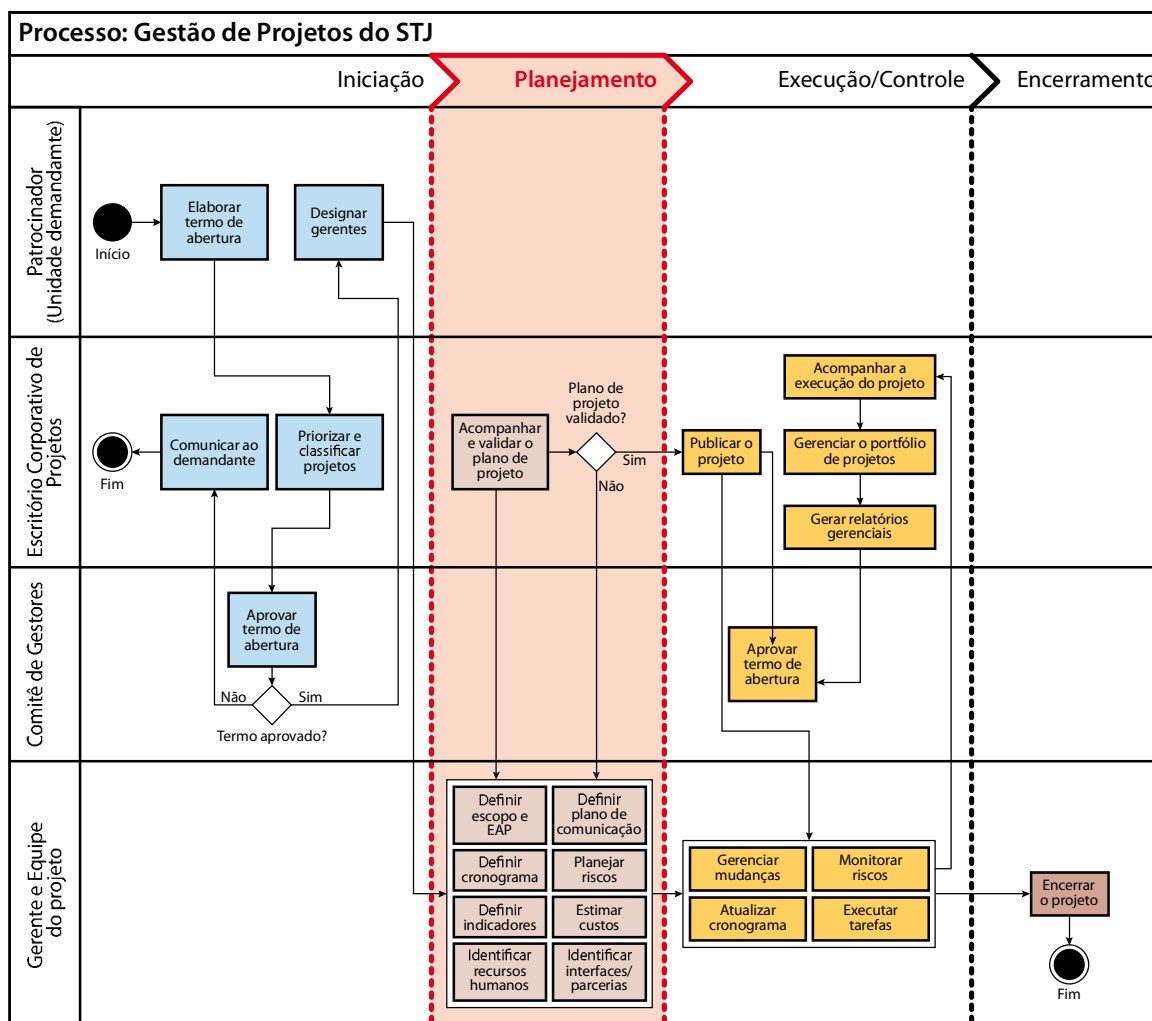 Processo: Gestão de Projetos do STJ
Iniciação
Planejamento
Execução/Controle
Encerramento
Patrocinador
(Unidade demandamte)
Início
Elaborar
termo de
abertura
Designar
gerentes
Escritório Corporativo de
Projetos
Fim
Comunicar ao
demandante
Priorizar e
classificar
projetos
Acompanhar
e validar o
plano de
projeto
Plano de
projeto
validado?
Sim
Não
Publicar o
projeto
Acompanhar a
execução do projeto
Gerenciar o portfólio
de projetos
Gerar relatórios
gerenciais
Comitê de Gestores
Aprovar
termo de
abertura
Não
Sim
Termo aprovado?
Aprovar
termo de
abertura
Gerente e Equipe
do projeto
Definir
escopo e
EAP
Definir
plano de
comunicação
Definir
cronograma
Planejar
riscos
Definir
indicadores
Estimar
custos
Identificar
recursos
humanos
Identificar
interfaces/
parcerias
Gerenciar
mudanças
Monitorar
riscos
Atualizar
cronograma
Executar
tarefas
Encerrar
o projeto
Fim